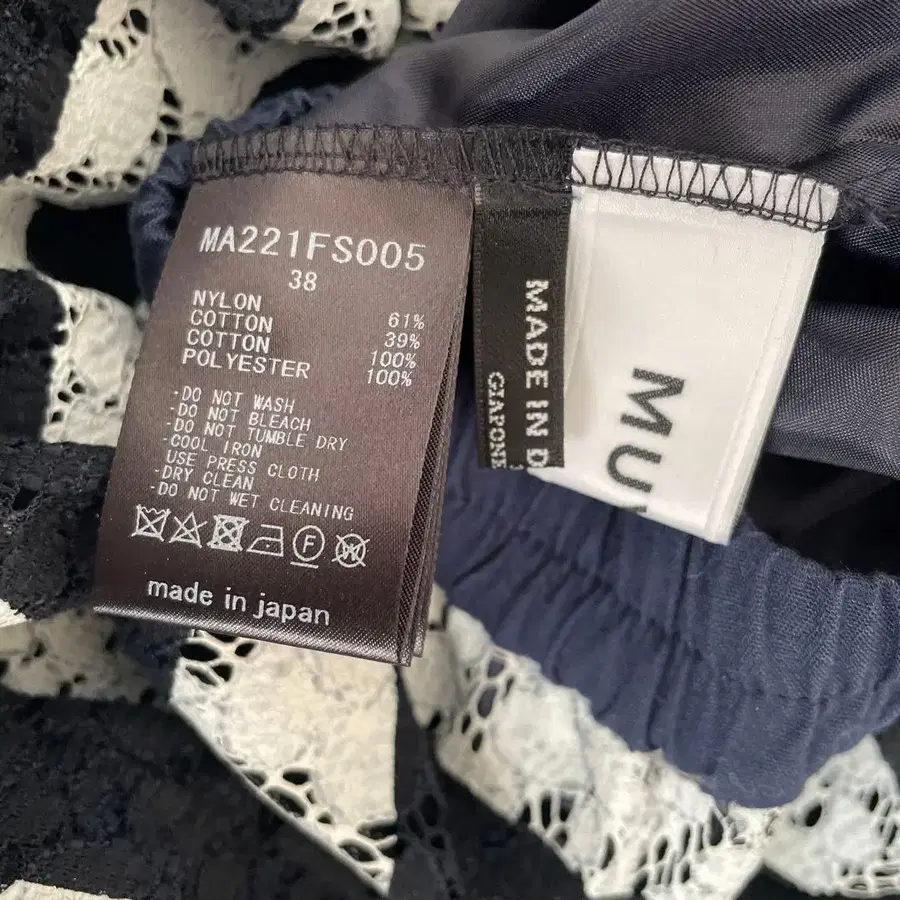 MA221FS005
38
NYLON 61%
COTTON 39%
COTTON 100%
POLYESTER 100%
-DO NOT WASH
-DO NOT BLEACH
-DO NOT TUMBLE DRY
-COOL IRON
USE PRESS CLOTH
-DRY CLEAN
-DO NOT WET CLEANING
F
W
made in japan
MADE IN
GIAPONE
MU